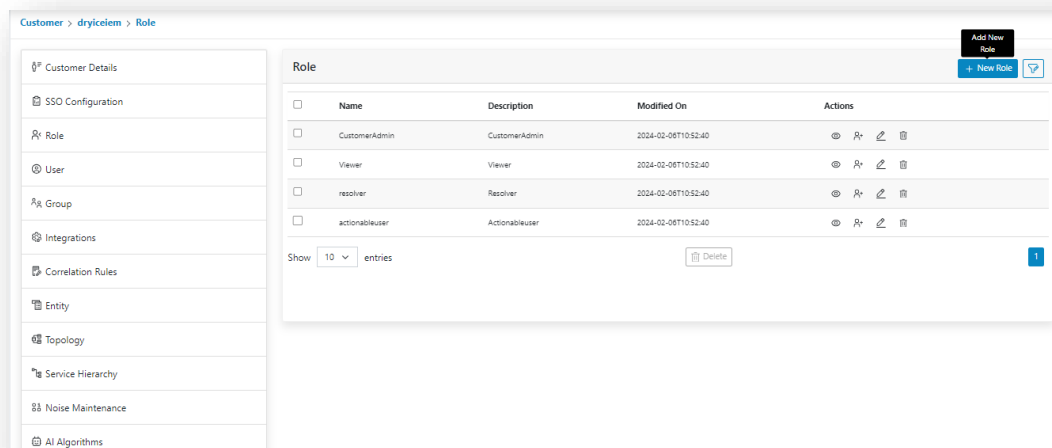 Customer > dryiceiem > Role
Customer Details
SSO Configuration
Role
User
Group
Integrations
Correlation Rules
Entity
Topology
Service Hierarchy
Noise Maintenance
AI Algorithms
Role
Add New
Role
+ New Role
Name Description Modified On Actions
CustomerAdmin CustomerAdmin 2024-02-06T10:52:40
Viewer Viewer 2024-02-06T10:52:40
resolver Resolver 2024-02-06T10:52:40
actionableuser Actionableuser 2024-02-06T10:52:40
Show 10 entries
Delete
1